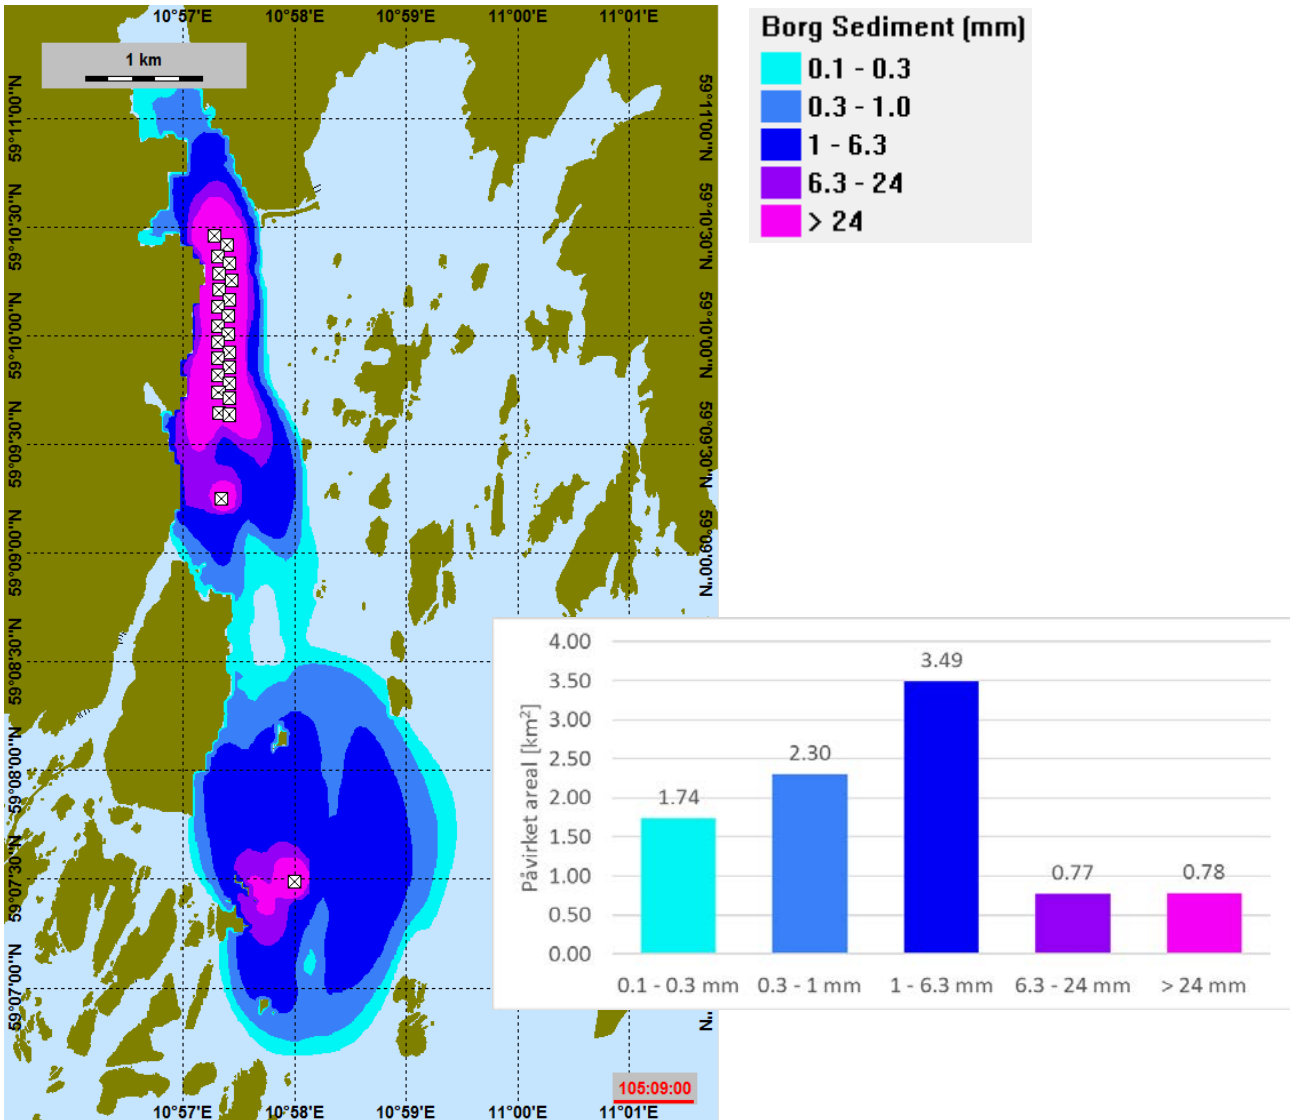 10°57'E 10°58'E 10°59'E 11°00'E 11°01'E
1 km
59°11'00"N
59°10'30"N
59°10'00"N
59°09'30"N
59°09'00"N
59°08'30"N
59°08'00"N
59°07'30"N
59°07'00"N
59°11'00"N
59°10'30"N
59°10'00"N
59°09'30"N
59°09'00"N
"N
105:09:00
10°57'E 10°58'E 10°59'E 11°00'E 11°01'E
Borg Sediment (mm)
0.1 - 0.3
0.3 - 1.0
1 - 6.3
6.3 - 24
> 24
Påvirket areal [km²]
4.00
3.50
3.00
2.50
2.00
1.50
1.00
0.50
0.00
1.74
2.30
3.49
0.77
0.78
0.1 - 0.3 mm 0.3 - 1 mm 1 - 6.3 mm 6.3 - 24 mm > 24 mm